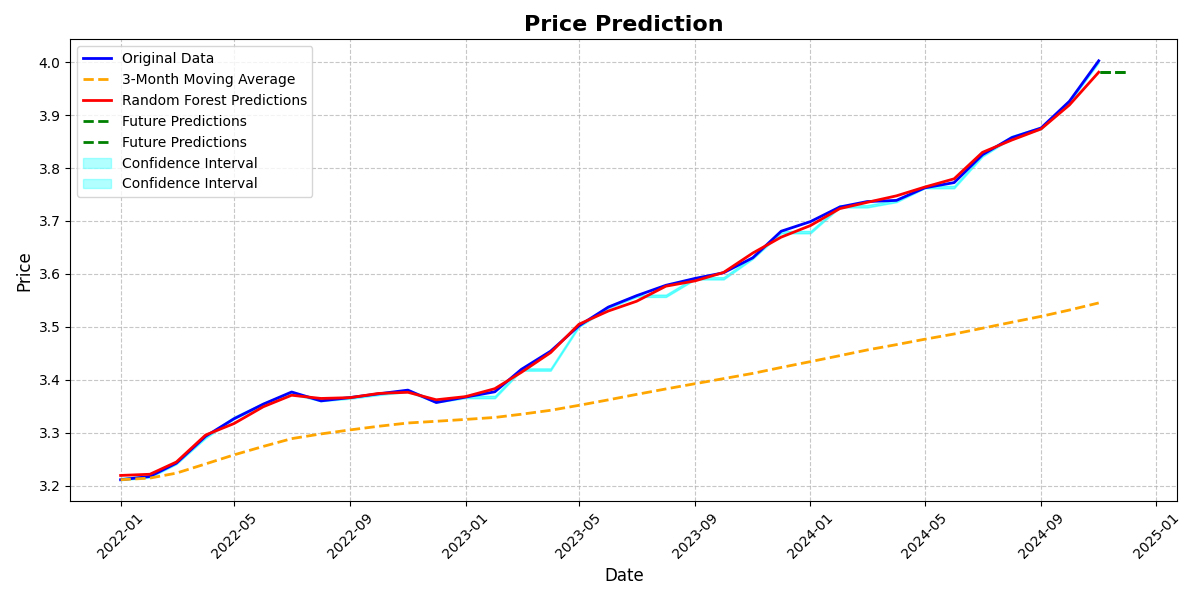 Price Prediction
Original Data
3-Month Moving Average
Random Forest Predictions
Future Predictions
Future Predictions
Confidence Interval
Confidence Interval
Price
4.0
3.9
3.8
3.7
3.6
3.5
3.4
3.3
3.2
2022-01
2022-05
2022-09
2023-01
2023-05
2023-09
2024-01
2024-05
2024-09
2025-01
Date